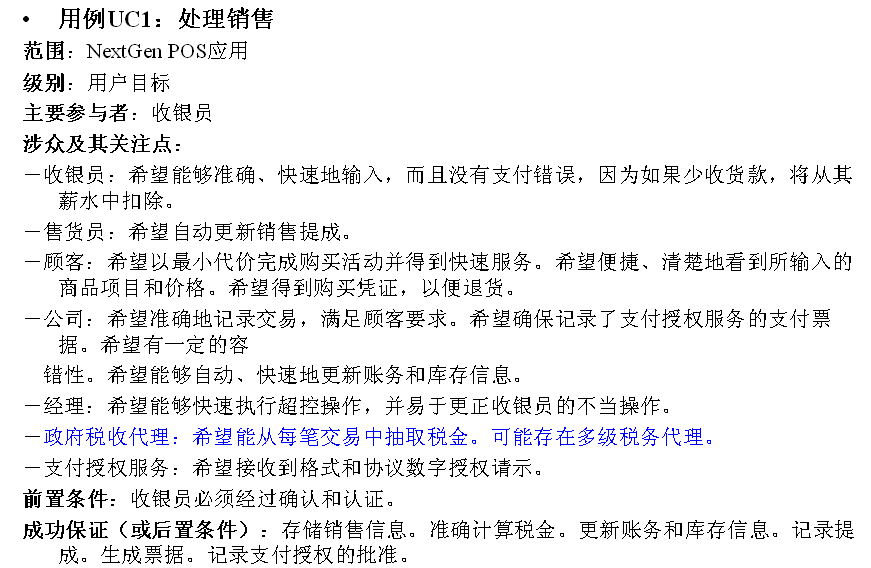 • 用例UC1：处理销售
范围：NextGen POS应用
级别：用户目标
主要参与者：收银员
涉众及其关注点：
－收银员：希望能够准确、快速地输入，而且没有支付错误，因为如果少收货款，将从其
薪水中扣除。
－售货员：希望自动更新销售提成。
－顾客：希望以最小代价完成购买活动并得到快速服务。希望便捷、清楚地看到所输入的
商品项目和价格。希望得到购买凭证，以便退货。
－公司：希望准确地记录交易，满足顾客要求。希望确保记录了支付授权服务的支付票
据。希望有一定的容
错性。希望能够自动、快速地更新账务和库存信息。
－经理：希望能够快速执行超控操作，并易于更正收银员的不当操作。
－政府税收代理：希望能从每笔交易中抽取税金。可能存在多级税务代理。
－支付授权服务：希望接收到格式和协议数字授权请示。
前置条件：收银员必须经过确认和认证。
成功保证（或后置条件）：存储销售信息。准确计算税金。更新账务和库存信息。记录提
成。生成票据。记录支付授权的批准。